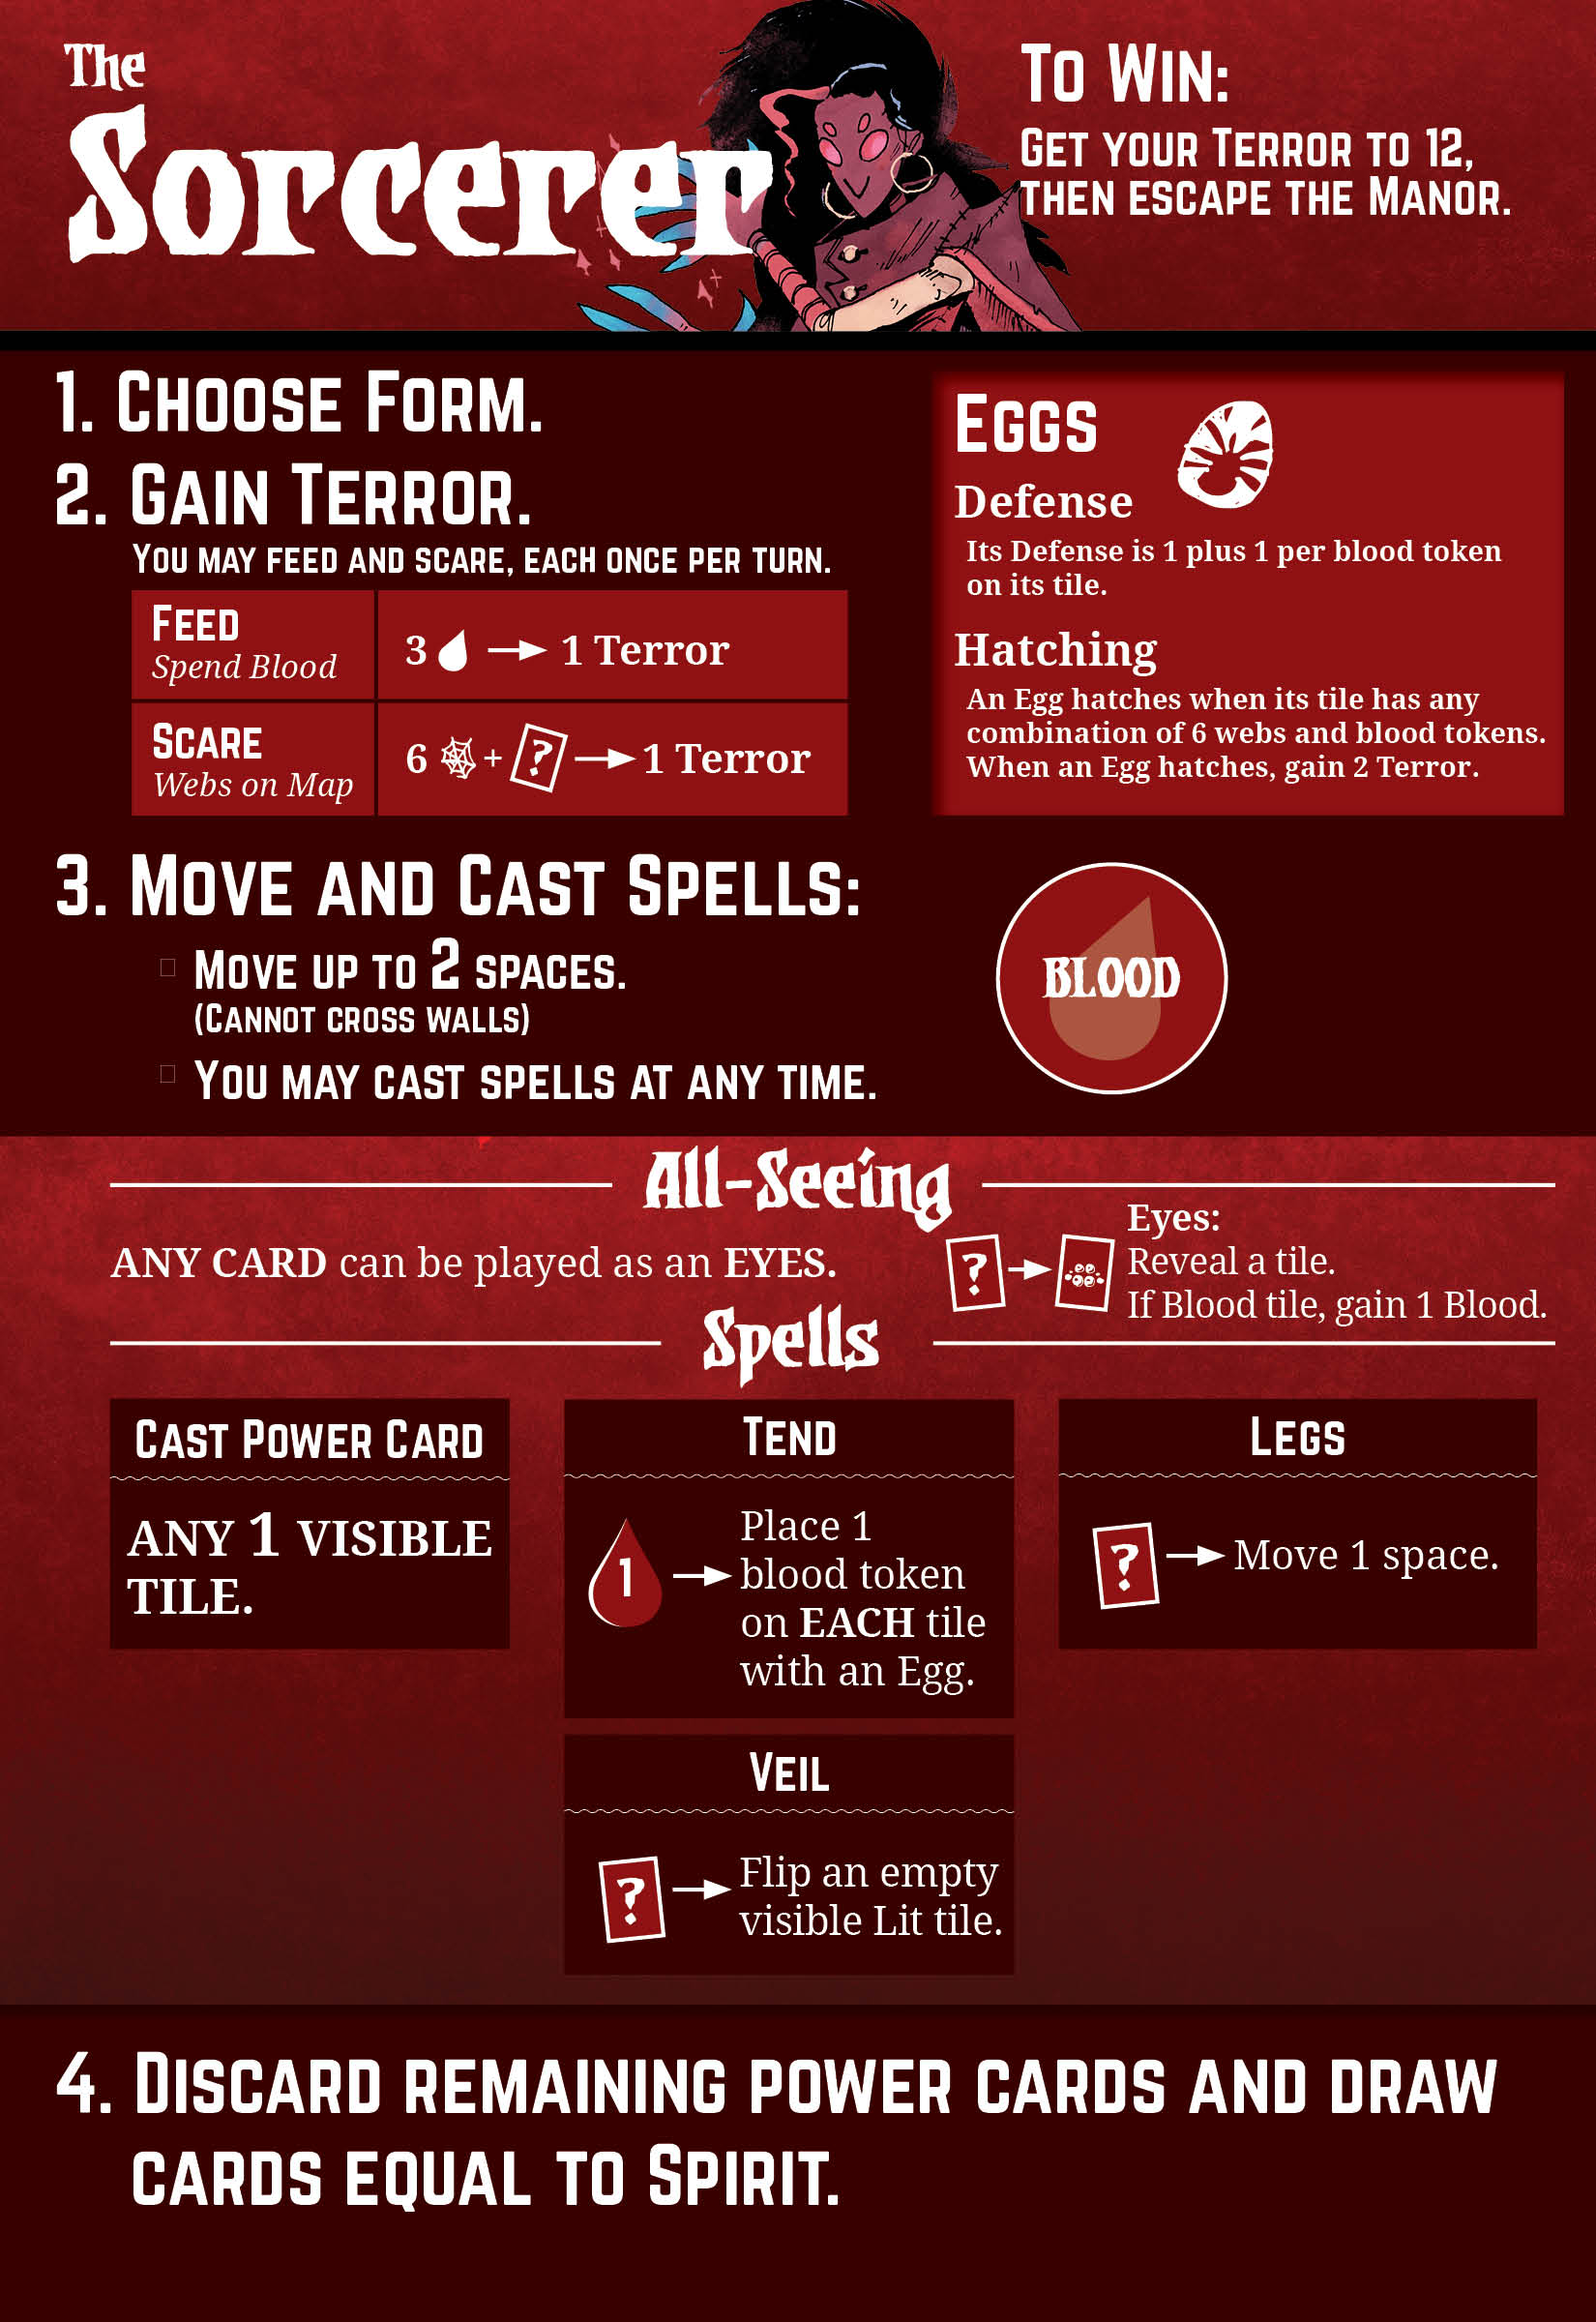 The
Sorcerer
To Win:
Get your Terror to 12,
then escape the Manor.
1. Choose Form.
2. Gain Terror.
You may feed and scare, each once per turn.
Feed
Spend Blood
3 → 1 Terror
Scare
Webs on Map
6 + ? → 1 Terror
Eggs
Defense
Its Defense is 1 plus 1 per blood token
on its tile.
Hatching
An Egg hatches when its tile has any
combination of 6 webs and blood tokens.
When an Egg hatches, gain 2 Terror.
3. Move and Cast Spells:
Move up to 2 spaces.
(Cannot cross walls)
You may cast spells at any time.
BLOOD
All-Seeing
ANY CARD can be played as an EYES.
? →
Eyes:
Reveal a tile.
If Blood tile, gain 1 Blood.
Spells
Cast Power Card
ANY 1 VISIBLE
TILE.
Tend
1 →
Place 1
blood token
on EACH tile
with an Egg.
Legs
? → Move 1 space.
Veil
? →
Flip an empty
visible Lit tile.
4. Discard remaining power cards and draw
cards equal to Spirit.